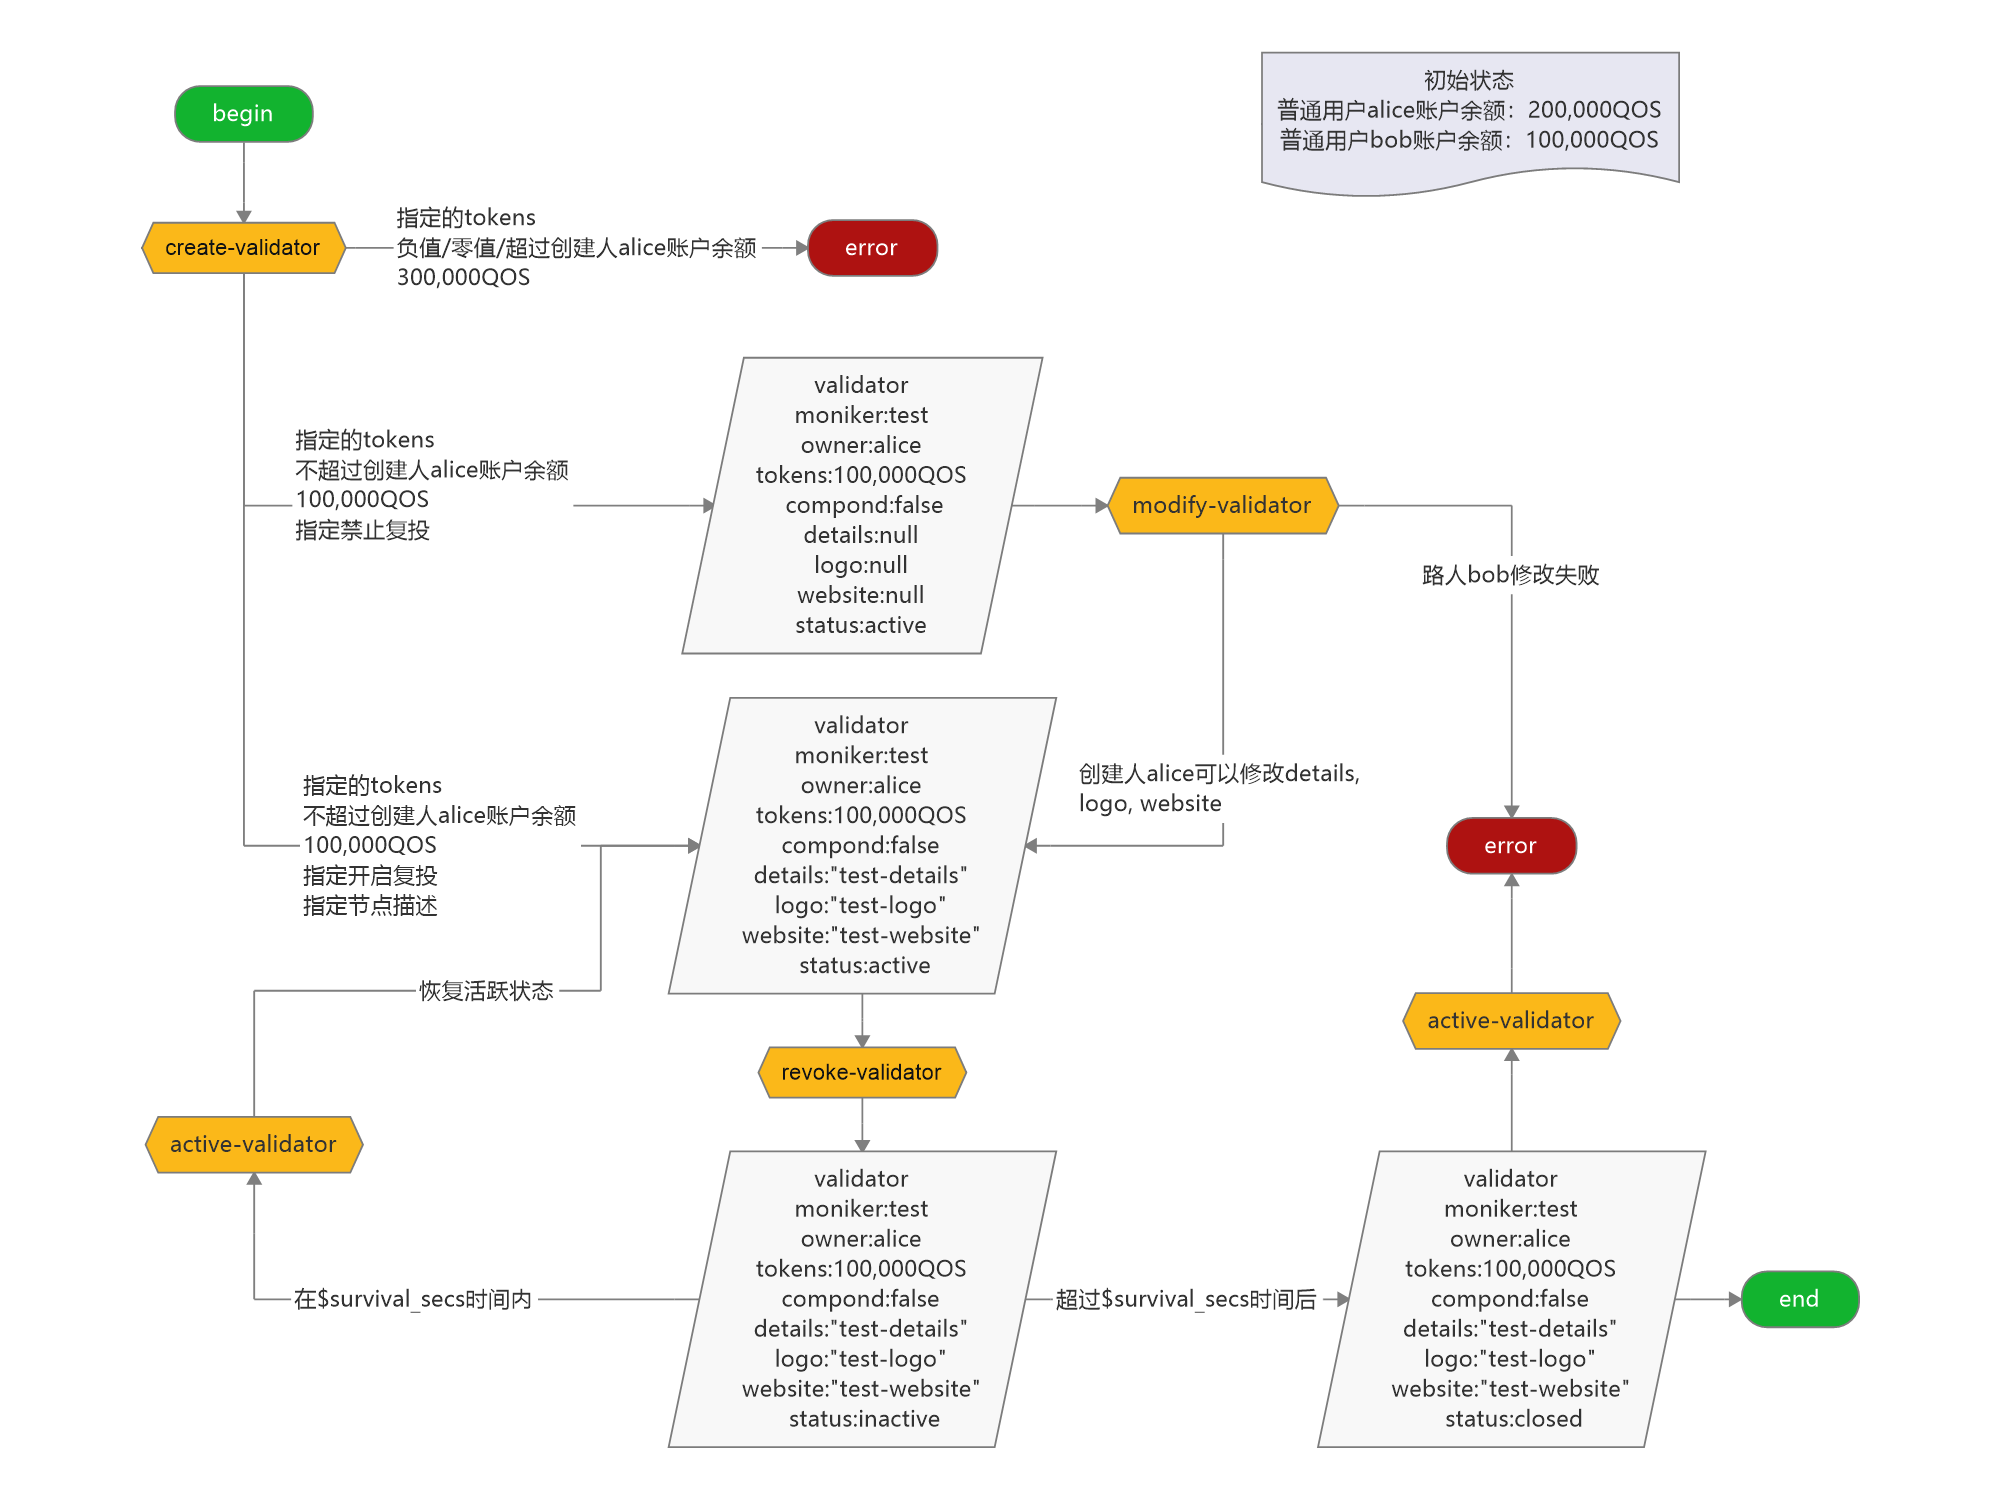 初始状态
普通用户alice账户余额：200,000QOS
普通用户bob账户余额：100,000QOS
begin
create-validator
指定的tokens
负值/零值/超过创建人alice账户余额
300,000QOS
error
指定的tokens
不超过创建人alice账户余额
100,000QOS
指定禁止复投
validator
moniker:test
owner:alice
tokens:100,000QOS
compond:false
details:null
logo:null
website:null
status:active
modify-validator
路人bob修改失败
创建人alice可以修改details,
logo, website
指定的tokens
不超过创建人alice账户余额
100,000QOS
指定开启复投
指定节点描述
validator
moniker:test
owner:alice
tokens:100,000QOS
compond:false
details:"test-details"
logo:"test-logo"
website:"test-website"
status:active
error
恢复活跃状态
active-validator
revoke-validator
active-validator
在$survival_secs时间内
validator
moniker:test
owner:alice
tokens:100,000QOS
compond:false
details:"test-details"
logo:"test-logo"
website:"test-website"
status:inactive
超过$survival_secs时间后
validator
moniker:test
owner:alice
tokens:100,000QOS
compond:false
details:"test-details"
logo:"test-logo"
website:"test-website"
status:closed
end